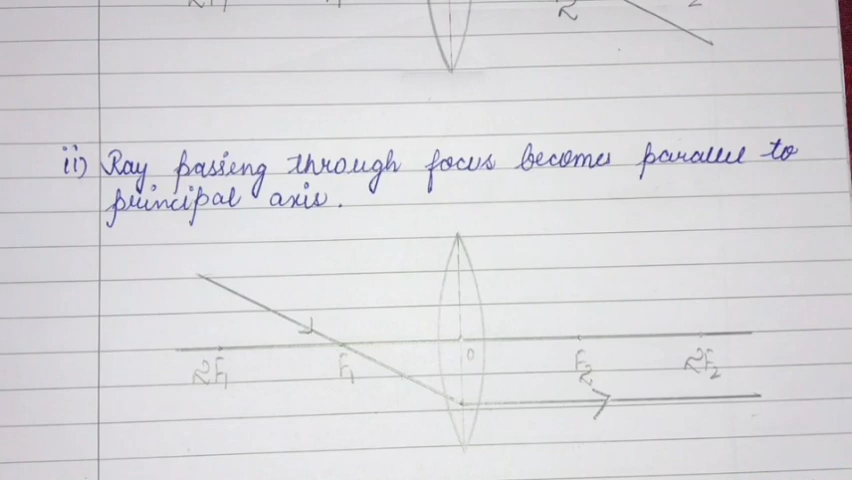 ii) Ray passing through focus becomes parallel to
principal axis.
2F1 F1 O F2 2F2